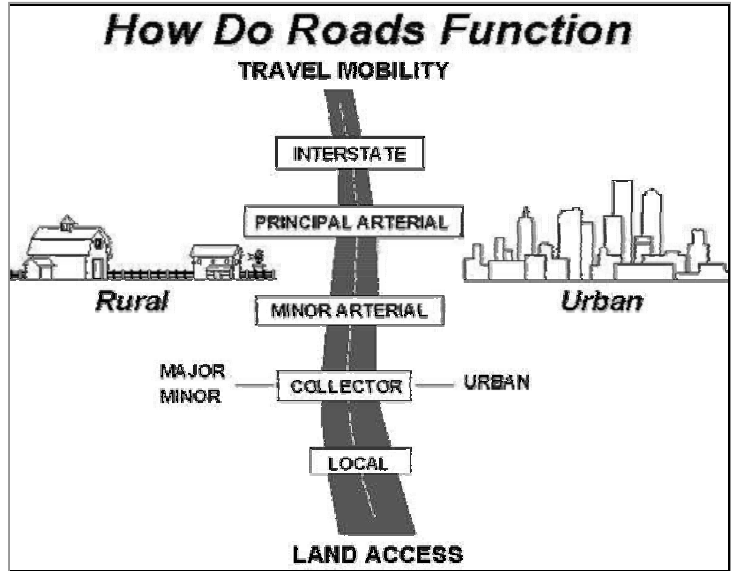 How Do Roads Function
TRAVEL MOBILITY
INTERSTATE
PRINCIPAL ARTERIAL
Rural
Urban
MINOR ARTERIAL
MAJOR
MINOR
COLLECTOR
URBAN
LOCAL
LAND ACCESS